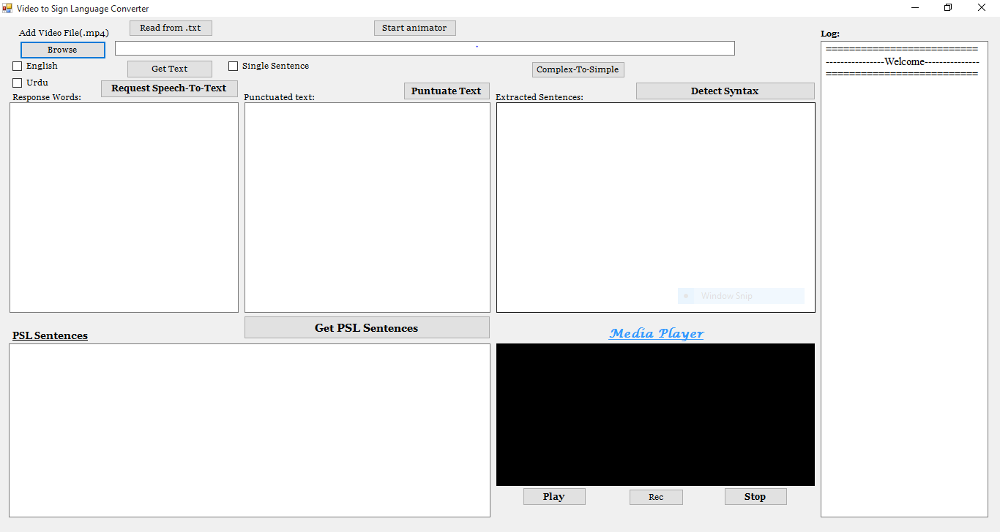 Video to Sign Language Converter
Read from .txt
Start animator
Add Video File(.mp4)
Log:
Browse
===========================
----------------Welcome---------------
===========================
English
Get Text
Single Sentence
Complex-To-Simple
Urdu
Request Speech-To-Text
Puntuate Text
Detect Syntax
Response Words:
Punctuated text:
Extracted Sentences:
Window Snip
Get PSL Sentences
PSL Sentences
Media Player
Play
Rec
Stop